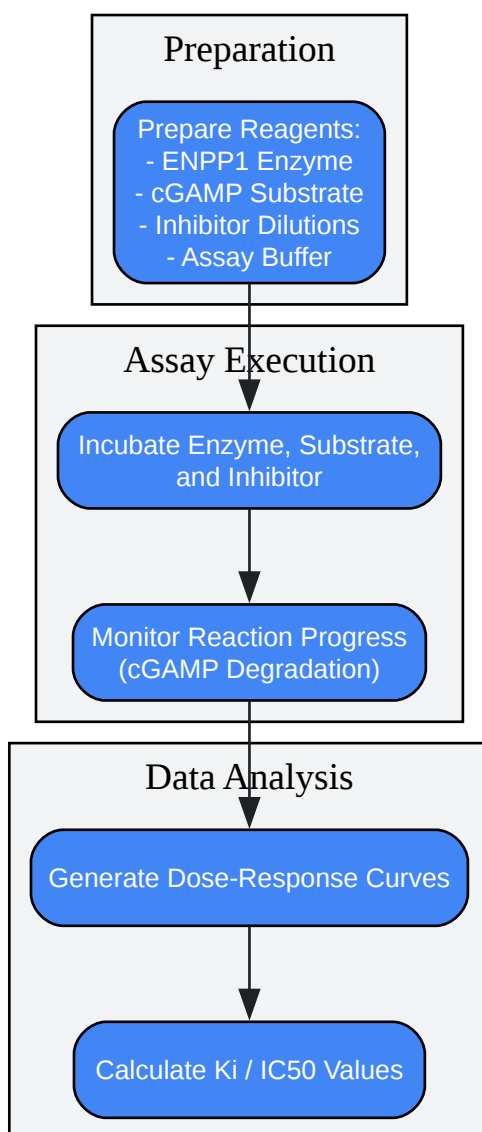 Preparation
Prepare Reagents:
- ENPP1 Enzyme
- cGAMP Substrate
- Inhibitor Dilutions
- Assay Buffer
Assay Execution
Incubate Enzyme, Substrate,
and Inhibitor
Monitor Reaction Progress
(cGAMP Degradation)
Data Analysis
Generate Dose-Response Curves
Calculate Ki / IC50 Values